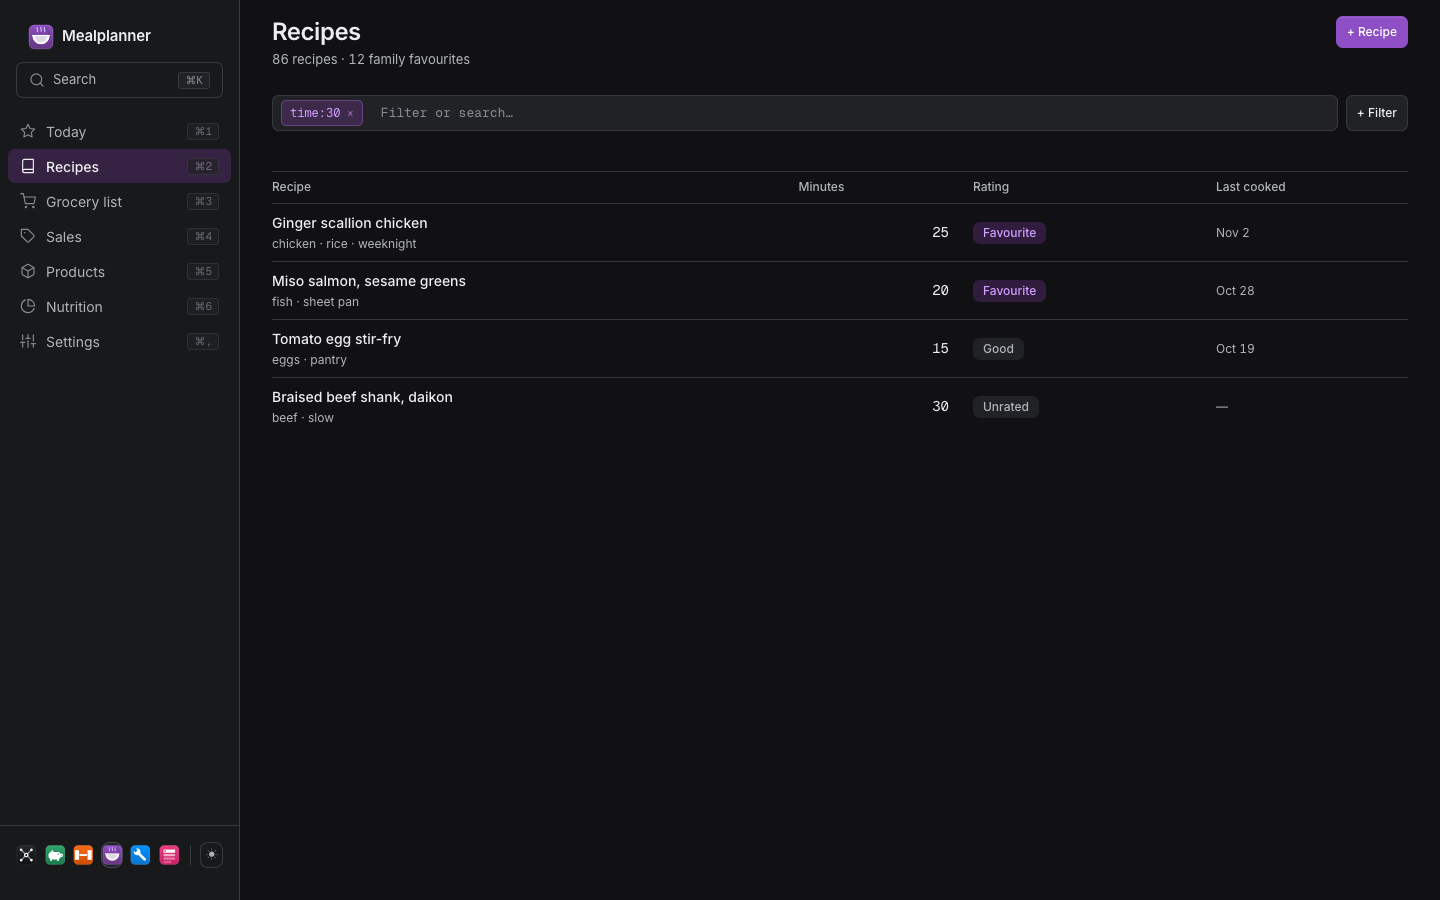 Mealplanner
Search ⌘K
Today ⌘1
Recipes ⌘2
Grocery list ⌘3
Sales ⌘4
Products ⌘5
Nutrition ⌘6
Settings ⌘,
Recipes
86 recipes · 12 family favourites
+ Recipe
time:30 × Filter or search…
+ Filter
Recipe Minutes Rating Last cooked
Ginger scallion chicken
chicken · rice · weeknight
25 Favourite Nov 2
Miso salmon, sesame greens
fish · sheet pan
20 Favourite Oct 28
Tomato egg stir-fry
eggs · pantry
15 Good Oct 19
Braised beef shank, daikon
beef · slow
30 Unrated —